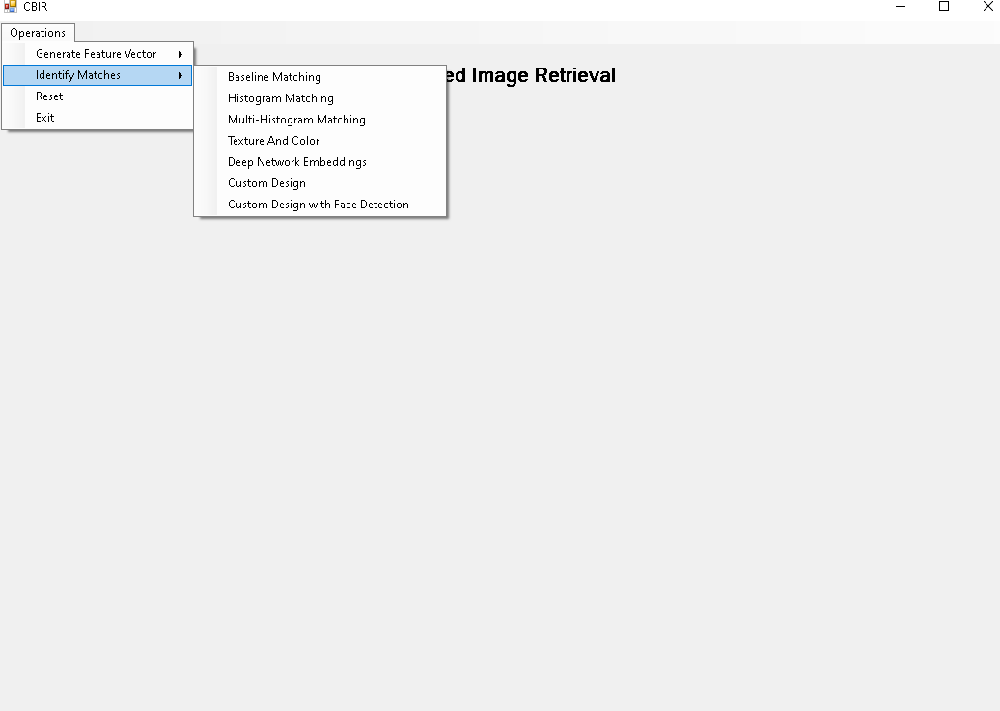 CBIR
Operations
Generate Feature Vector
Identify Matches
Reset
Exit
Baseline Matching
Histogram Matching
Multi-Histogram Matching
Texture And Color
Deep Network Embeddings
Custom Design
Custom Design with Face Detection
ed Image Retrieval